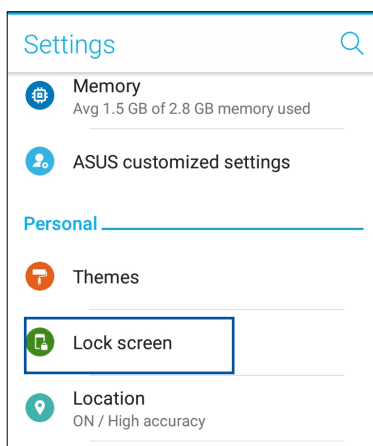 Settings
Memory
Avg 1.5 GB of 2.8 GB memory used
ASUS customized settings
Personal
Themes
Lock screen
Location
ON / High accuracy